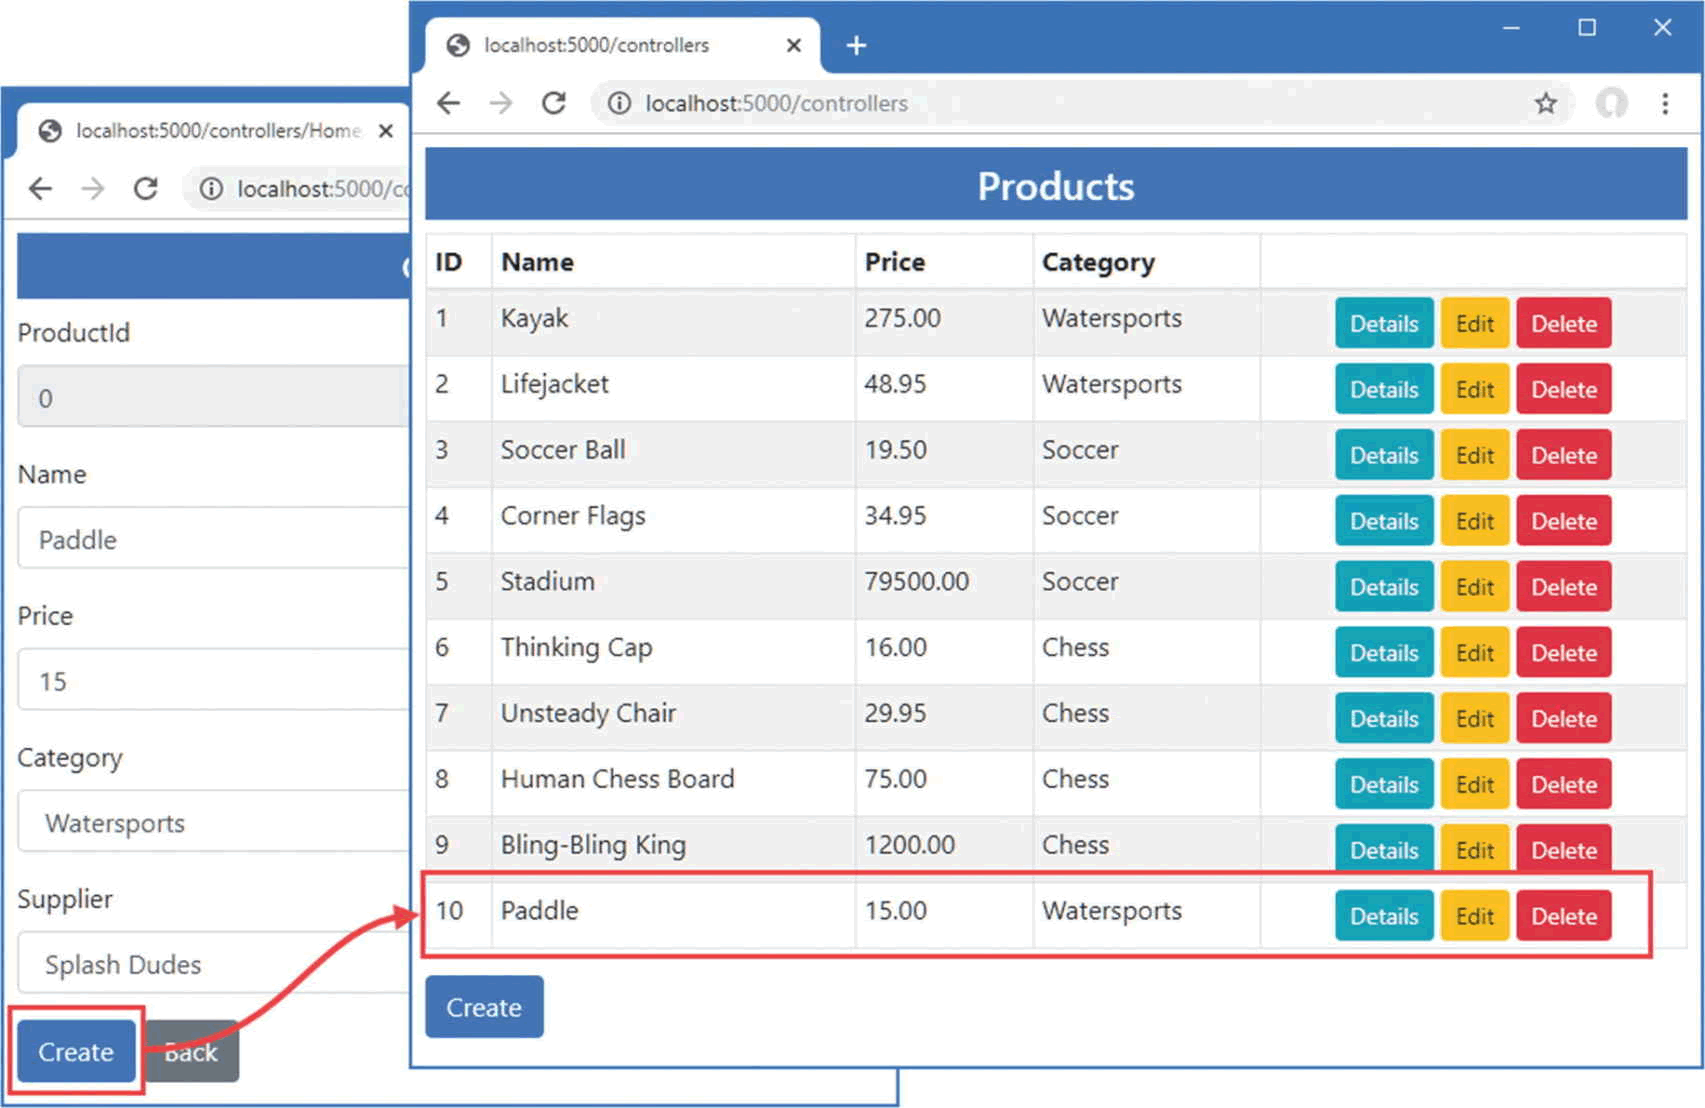 localhost:5000/controllers/Home
localhost:5000/co
ProductId
0
Name
Paddle
Price
15
Category
Watersports
Supplier
Splash Dudes
Create Back
localhost:5000/controllers
localhost:5000/controllers
Products
ID Name Price Category
1 Kayak 275.00 Watersports Details Edit Delete
2 Lifejacket 48.95 Watersports Details Edit Delete
3 Soccer Ball 19.50 Soccer Details Edit Delete
4 Corner Flags 34.95 Soccer Details Edit Delete
5 Stadium 79500.00 Soccer Details Edit Delete
6 Thinking Cap 16.00 Chess Details Edit Delete
7 Unsteady Chair 29.95 Chess Details Edit Delete
8 Human Chess Board 75.00 Chess Details Edit Delete
9 Bling-Bling King 1200.00 Chess Details Edit Delete
10 Paddle 15.00 Watersports Details Edit Delete
Create